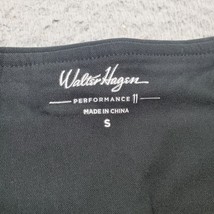 Walter Hagen
PERFORMANCE 11
MADE IN CHINA
S